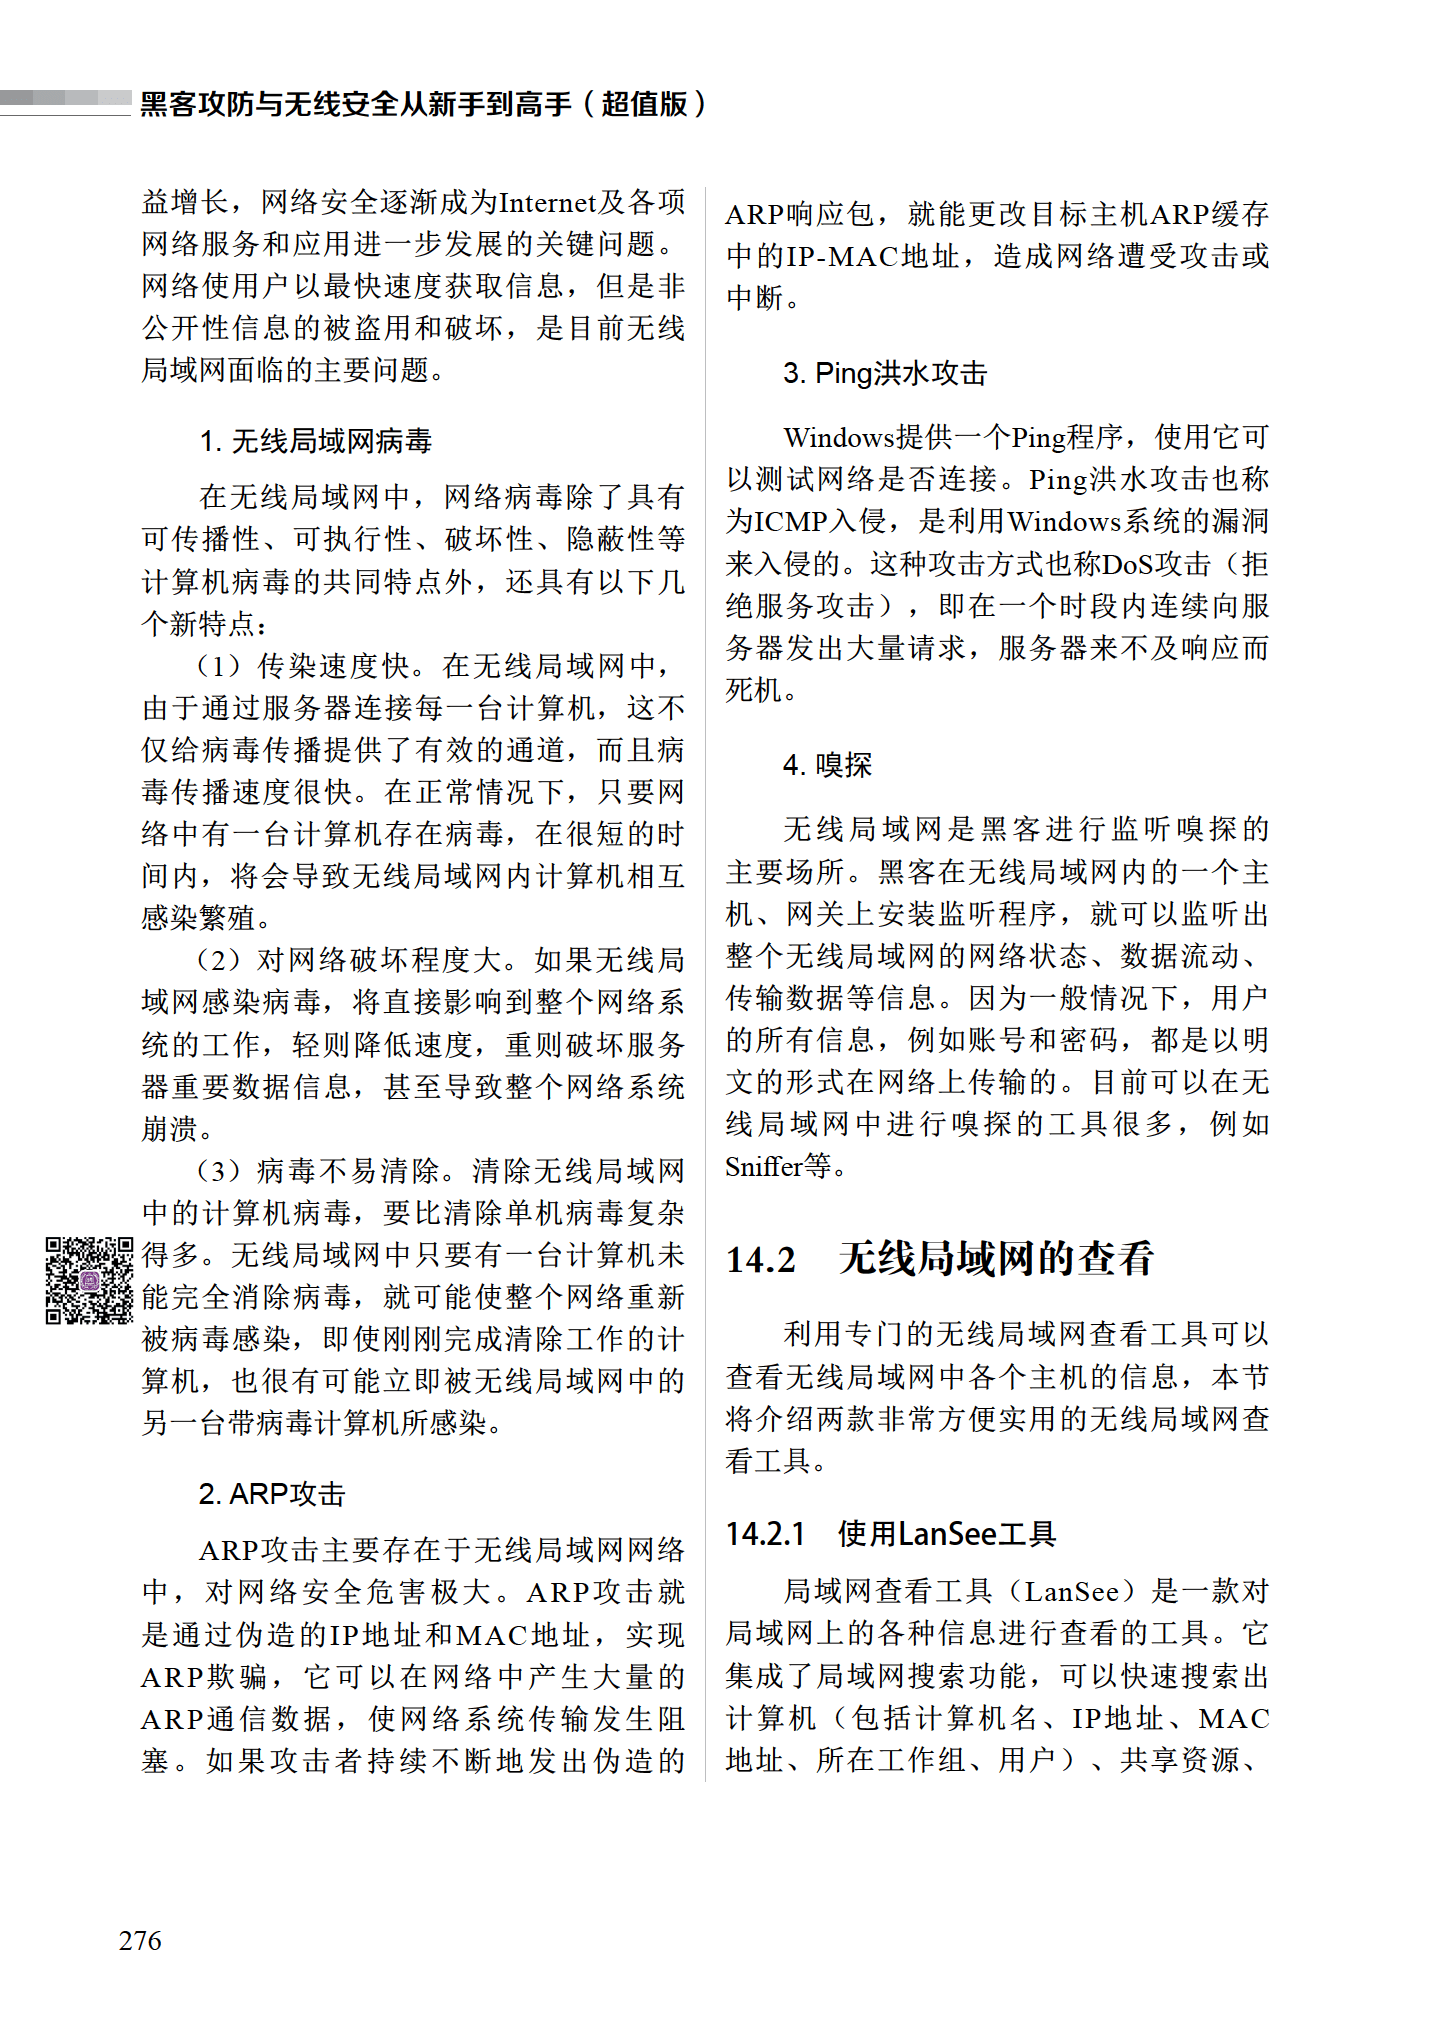 黑客攻防与无线安全从新手到高手（超值版）
益增长，网络安全逐渐成为Internet及各项
网络服务和应用进一步发展的关键问题。
网络使用户以最快速度获取信息，但是非
公开性信息的被盗用和破坏，是目前无线
局域网面临的主要问题。
1. 无线局域网病毒
在无线局域网中，网络病毒除了具有
可传播性、可执行性、破坏性、隐蔽性等
计算机病毒的共同特点外，还具有以下几
个新特点：
（1）传染速度快。在无线局域网中，
由于通过服务器连接每一台计算机，这不
仅给病毒传播提供了有效的通道，而且病
毒传播速度很快。在正常情况下，只要网
络中有一台计算机存在病毒，在很短的时
间内，将会导致无线局域网内计算机相互
感染繁殖。
（2）对网络破坏程度大。如果无线局
域网感染病毒，将直接影响到整个网络系
统的工作，轻则降低速度，重则破坏服务
器重要数据信息，甚至导致整个网络系统
崩溃。
（3）病毒不易清除。清除无线局域网
中的计算机病毒，要比清除单机病毒复杂
得多。无线局域网中只要有一台计算机未
能完全消除病毒，就可能使整个网络重新
被病毒感染，即使刚刚完成清除工作的计
算机，也很有可能立即被无线局域网中的
另一台带病毒计算机所感染。
2. ARP攻击
ARP攻击主要存在于无线局域网网络
中，对网络安全危害极大。ARP攻击就
是通过伪造的IP地址和MAC地址，实现
ARP欺骗，它可以在网络中产生大量的
ARP通信数据，使网络系统传输发生阻
塞。如果攻击者持续不断地发出伪造的
ARP响应包，就能更改目标主机ARP缓存
中的IP-MAC地址，造成网络遭受攻击或
中断。
3. Ping洪水攻击
Windows提供一个Ping程序，使用它可
以测试网络是否连接。Ping洪水攻击也称
为ICMP入侵，是利用Windows系统的漏洞
来入侵的。这种攻击方式也称DoS攻击（拒
绝服务攻击），即在一个时段内连续向服
务器发出大量请求，服务器来不及响应而
死机。
4. 嗅探
无线局域网是黑客进行监听嗅探的
主要场所。黑客在无线局域网内的一个主
机、网关上安装监听程序，就可以监听出
整个无线局域网的网络状态、数据流动、
传输数据等信息。因为一般情况下，用户
的所有信息，例如账号和密码，都是以明
文的形式在网络上传输的。目前可以在无
线局域网中进行嗅探的工具很多，例如
Sniffer等。
14.2 无线局域网的查看
利用专门的无线局域网查看工具可以
查看无线局域网中各个主机的信息，本节
将介绍两款非常方便实用的无线局域网查
看工具。
14.2.1 使用LanSee工具
局域网查看工具（LanSee）是一款对
局域网上的各种信息进行查看的工具。它
集成了局域网搜索功能，可以快速搜索出
计算机（包括计算机名、IP地址、MAC
地址、所在工作组、用户）、共享资源、
276